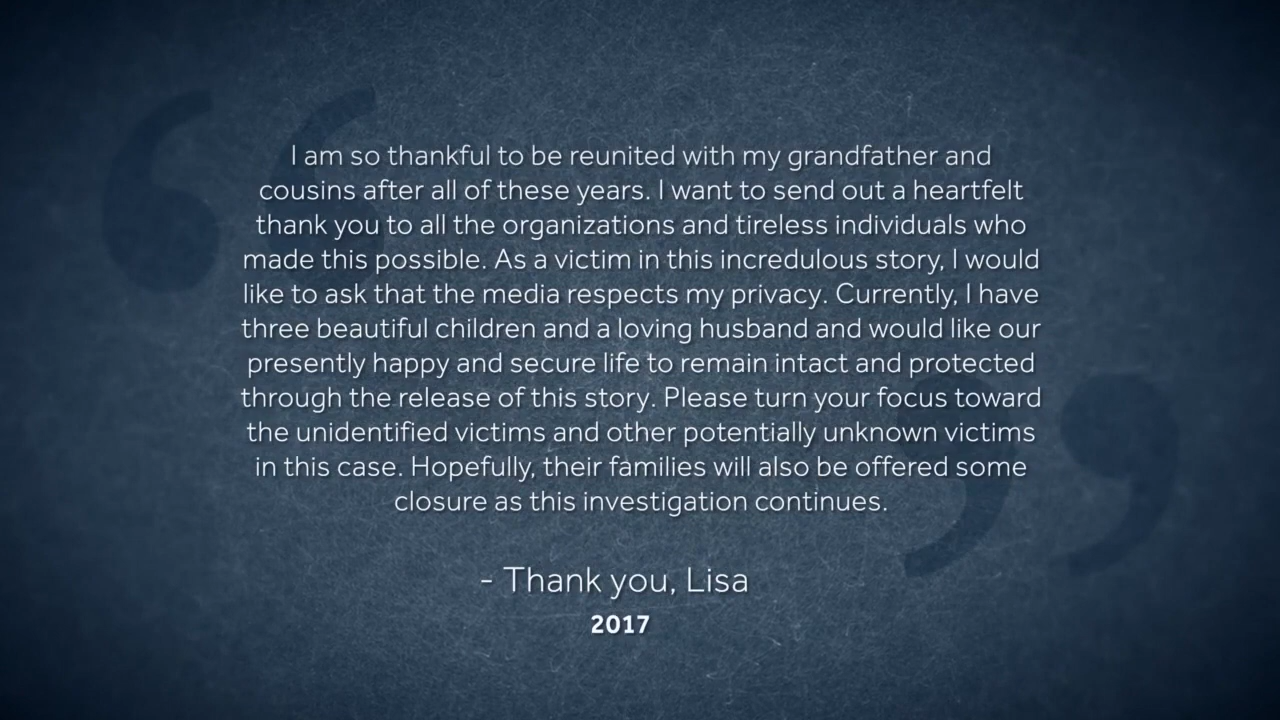 I am so thankful to be reunited with my grandfather and
cousins after all of these years. I want to send out a heartfelt
thank you to all the organizations and tireless individuals who
made this possible. As a victim in this incredulous story, I would
like to ask that the media respects my privacy. Currently, I have
three beautiful children and a loving husband and would like our
presently happy and secure life to remain intact and protected
through the release of this story. Please turn your focus toward
the unidentified victims and other potentially unknown victims
in this case. Hopefully, their families will also be offered some
closure as this investigation continues.
- Thank you, Lisa
2017